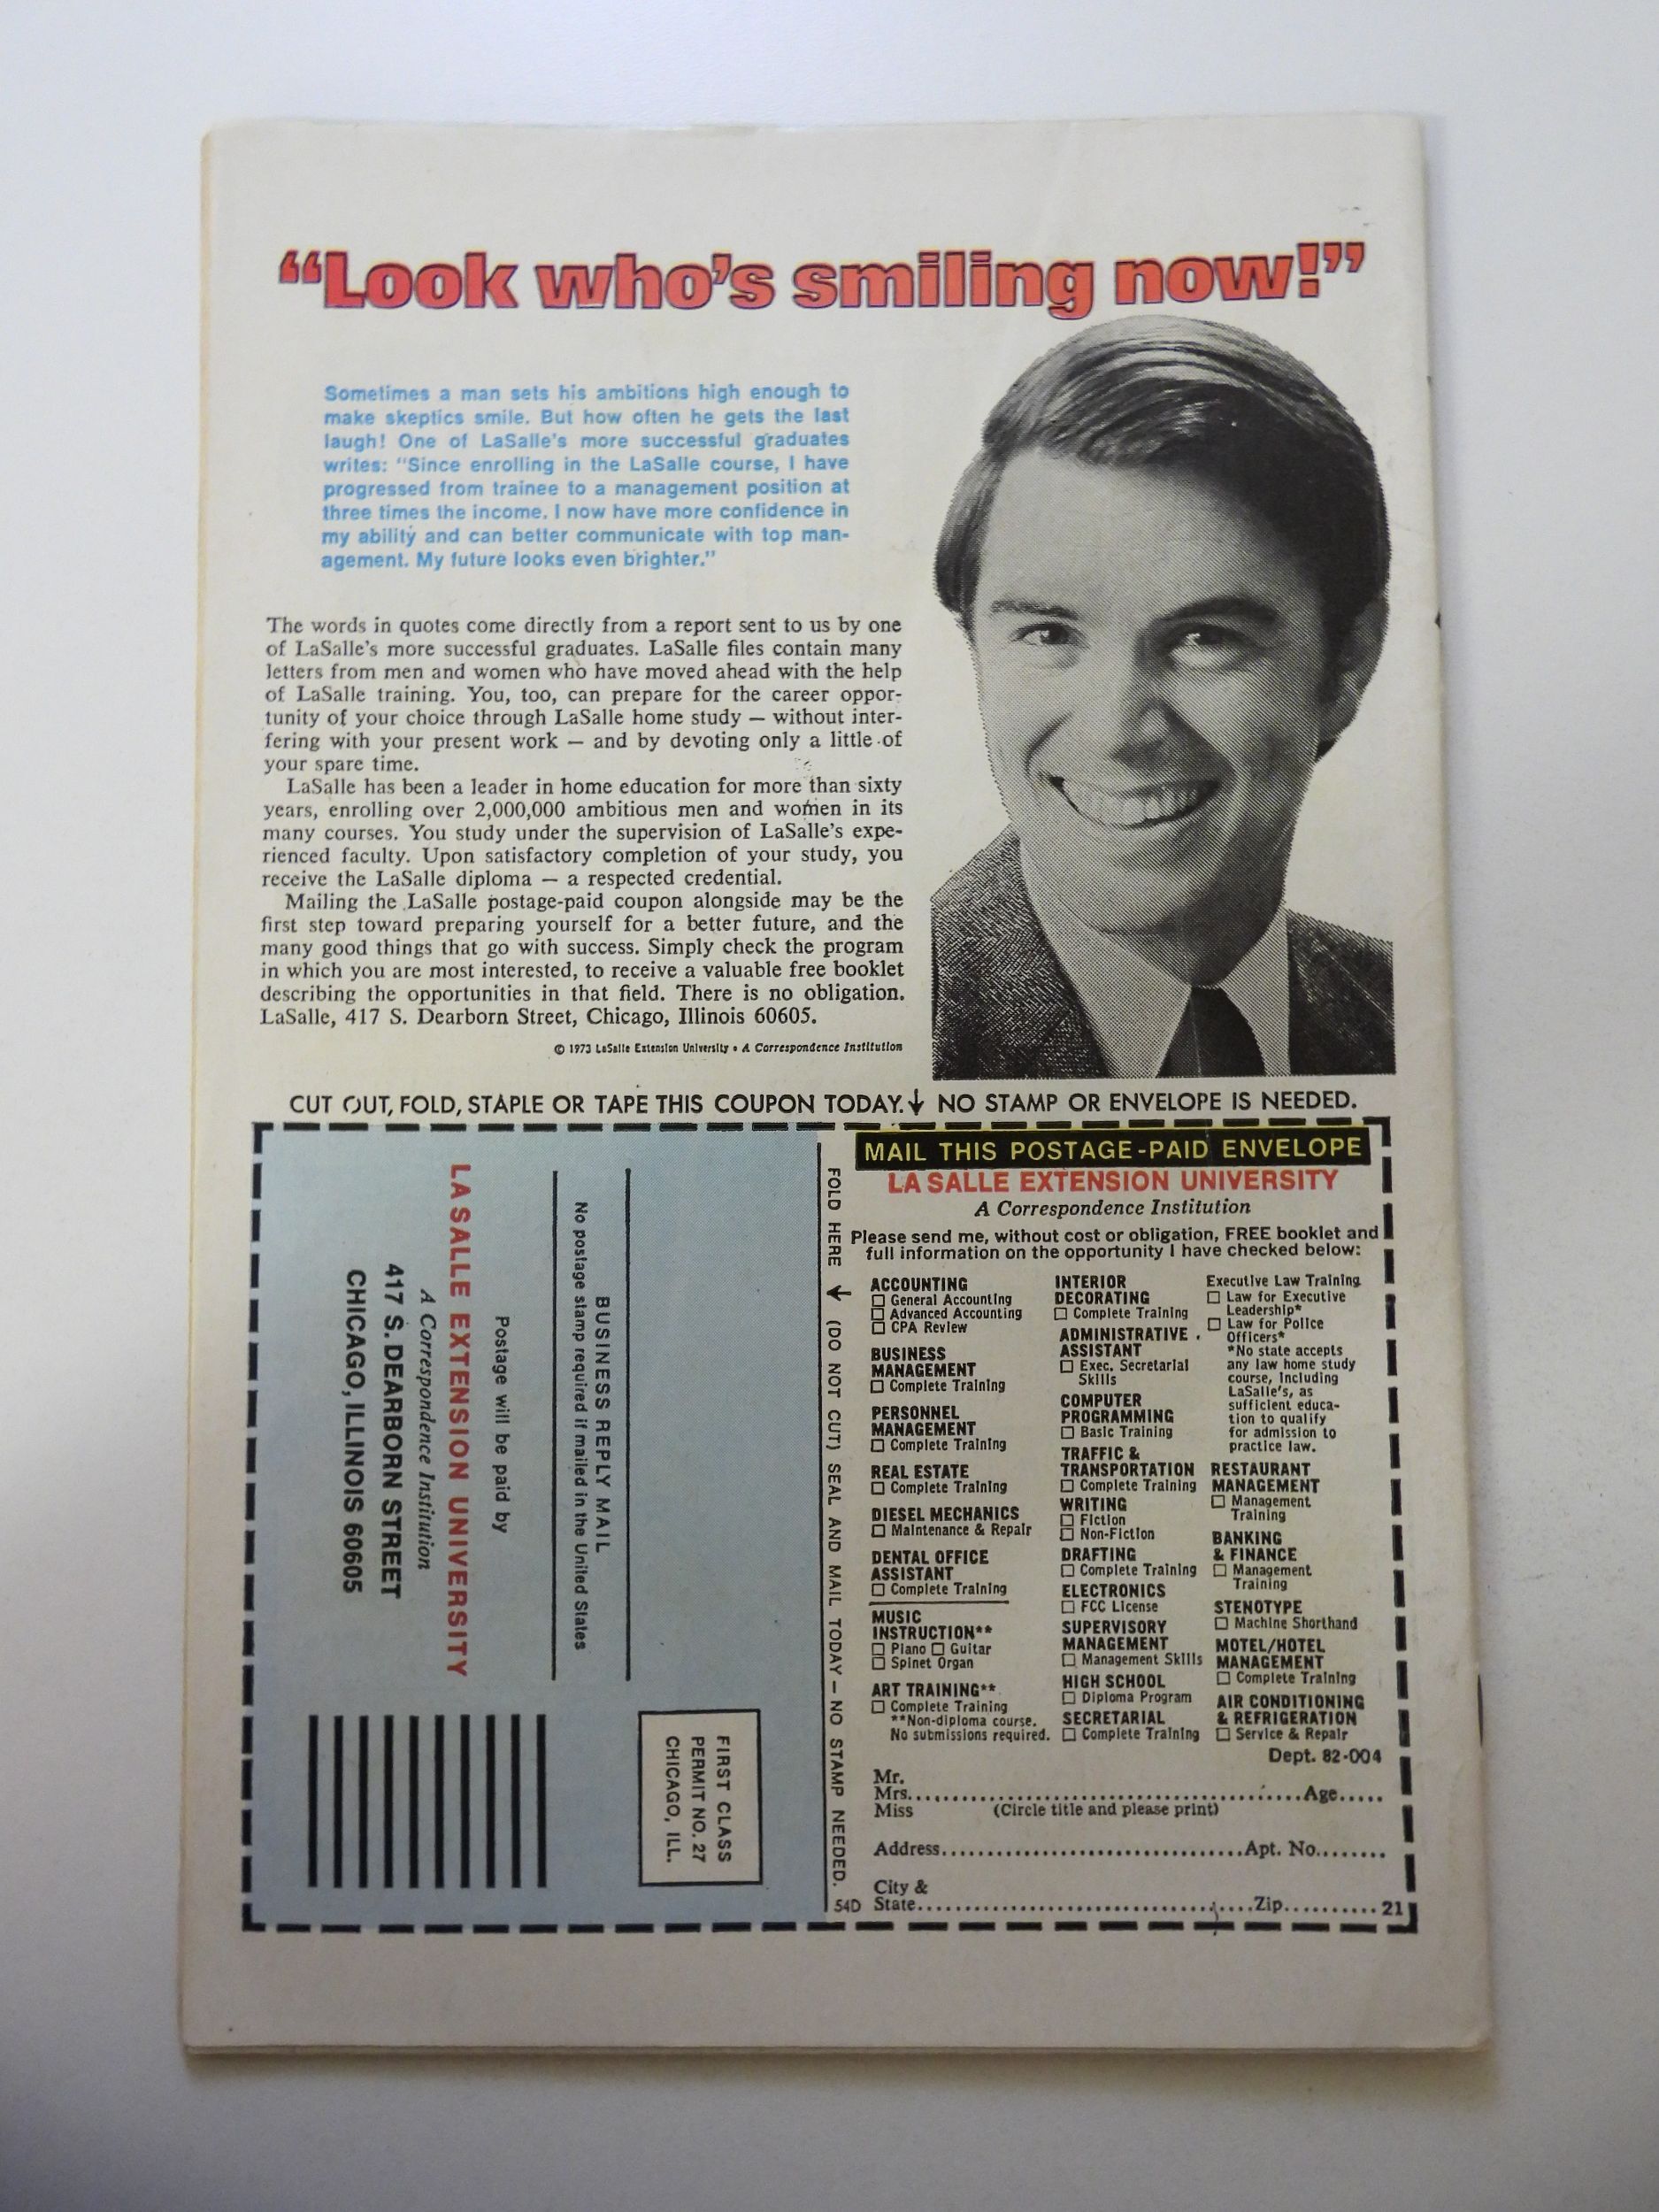 “Look who’s smiling now!”
Sometimes a man sets his ambitions high enough to
make skeptics smile. But how often he gets the last
laugh! One of LaSalle’s more successful graduates
writes: “Since enrolling in the LaSalle course, I have
progressed from trainee to a management position at
three times the income. I now have more confidence in
my ability and can better communicate with top man-
agement. My future looks even brighter.”
The words in quotes come directly from a report sent to us by one
of LaSalle’s more successful graduates. LaSalle files contain many
letters from men and women who have moved ahead with the help
of LaSalle training. You, too, can prepare for the career oppor-
tunity of your choice through LaSalle home study — without inter-
fering with your present work — and by devoting only a little of
your spare time.
LaSalle has been a leader in home education for more than sixty
years, enrolling over 2,000,000 ambitious men and women in its
many courses. You study under the supervision of LaSalle’s expe-
rienced faculty. Upon satisfactory completion of your study, you
receive the LaSalle diploma — a respected credential.
Mailing the LaSalle postage-paid coupon alongside may be the
first step toward preparing yourself for a better future, and the
many good things that go with success. Simply check the program
in which you are most interested, to receive a valuable free booklet
describing the opportunities in that field. There is no obligation.
LaSalle, 417 S. Dearborn Street, Chicago, Illinois 60605.
© 1973 LaSalle Extension University • A Correspondence Institution
CUT OUT, FOLD, STAPLE OR TAPE THIS COUPON TODAY. ↓ NO STAMP OR ENVELOPE IS NEEDED.
FIRST CLASS
PERMIT NO. 27
CHICAGO, ILL.
BUSINESS REPLY MAIL
No postage stamp required if mailed in the United States
Postage will be paid by
LA SALLE EXTENSION UNIVERSITY
A Correspondence Institution
417 S. DEARBORN STREET
CHICAGO, ILLINOIS 60605
FOLD HERE ↓ (DO NOT CUT) SEAL AND MAIL TODAY — NO STAMP NEEDED.
MAIL THIS POSTAGE-PAID ENVELOPE
LA SALLE EXTENSION UNIVERSITY
A Correspondence Institution
Please send me, without cost or obligation, FREE booklet and
full information on the opportunity I have checked below:
ACCOUNTING
☐ General Accounting
☐ Advanced Accounting
☐ CPA Review
BUSINESS
MANAGEMENT
☐ Complete Training
PERSONNEL
MANAGEMENT
☐ Complete Training
REAL ESTATE
☐ Complete Training
DIESEL MECHANICS
☐ Maintenance & Repair
DENTAL OFFICE
ASSISTANT
☐ Complete Training
MUSIC
INSTRUCTION**
☐ Piano ☐ Guitar
☐ Spinet Organ
ART TRAINING**
☐ Complete Training
**Non-diploma course.
No submissions required.
INTERIOR
DECORATING
☐ Complete Training
ADMINISTRATIVE
ASSISTANT
☐ Exec. Secretarial
Skills
COMPUTER
PROGRAMMING
☐ Basic Training
TRAFFIC &
TRANSPORTATION
☐ Complete Training
WRITING
☐ Fiction
☐ Non-Fiction
DRAFTING
☐ Complete Training
ELECTRONICS
☐ FCC License
SUPERVISORY
MANAGEMENT
☐ Management Skills
HIGH SCHOOL
☐ Diploma Program
SECRETARIAL
☐ Complete Training
Executive Law Training
☐ Law for Executive
Leadership*
☐ Law for Police
Officers*
*No state accepts
any law home study
course, including
LaSalle’s, as
sufficient educa-
tion to qualify
for admission to
practice law.
RESTAURANT
MANAGEMENT
☐ Management
Training
BANKING
& FINANCE
☐ Management
Training
STENOTYPE
☐ Machine Shorthand
MOTEL/HOTEL
MANAGEMENT
☐ Complete Training
AIR CONDITIONING
& REFRIGERATION
☐ Service & Repair
Dept. 82-004
Mr.
Mrs. Age
Miss (Circle title and please print)
Address Apt. No.
City &
54D State Zip 21